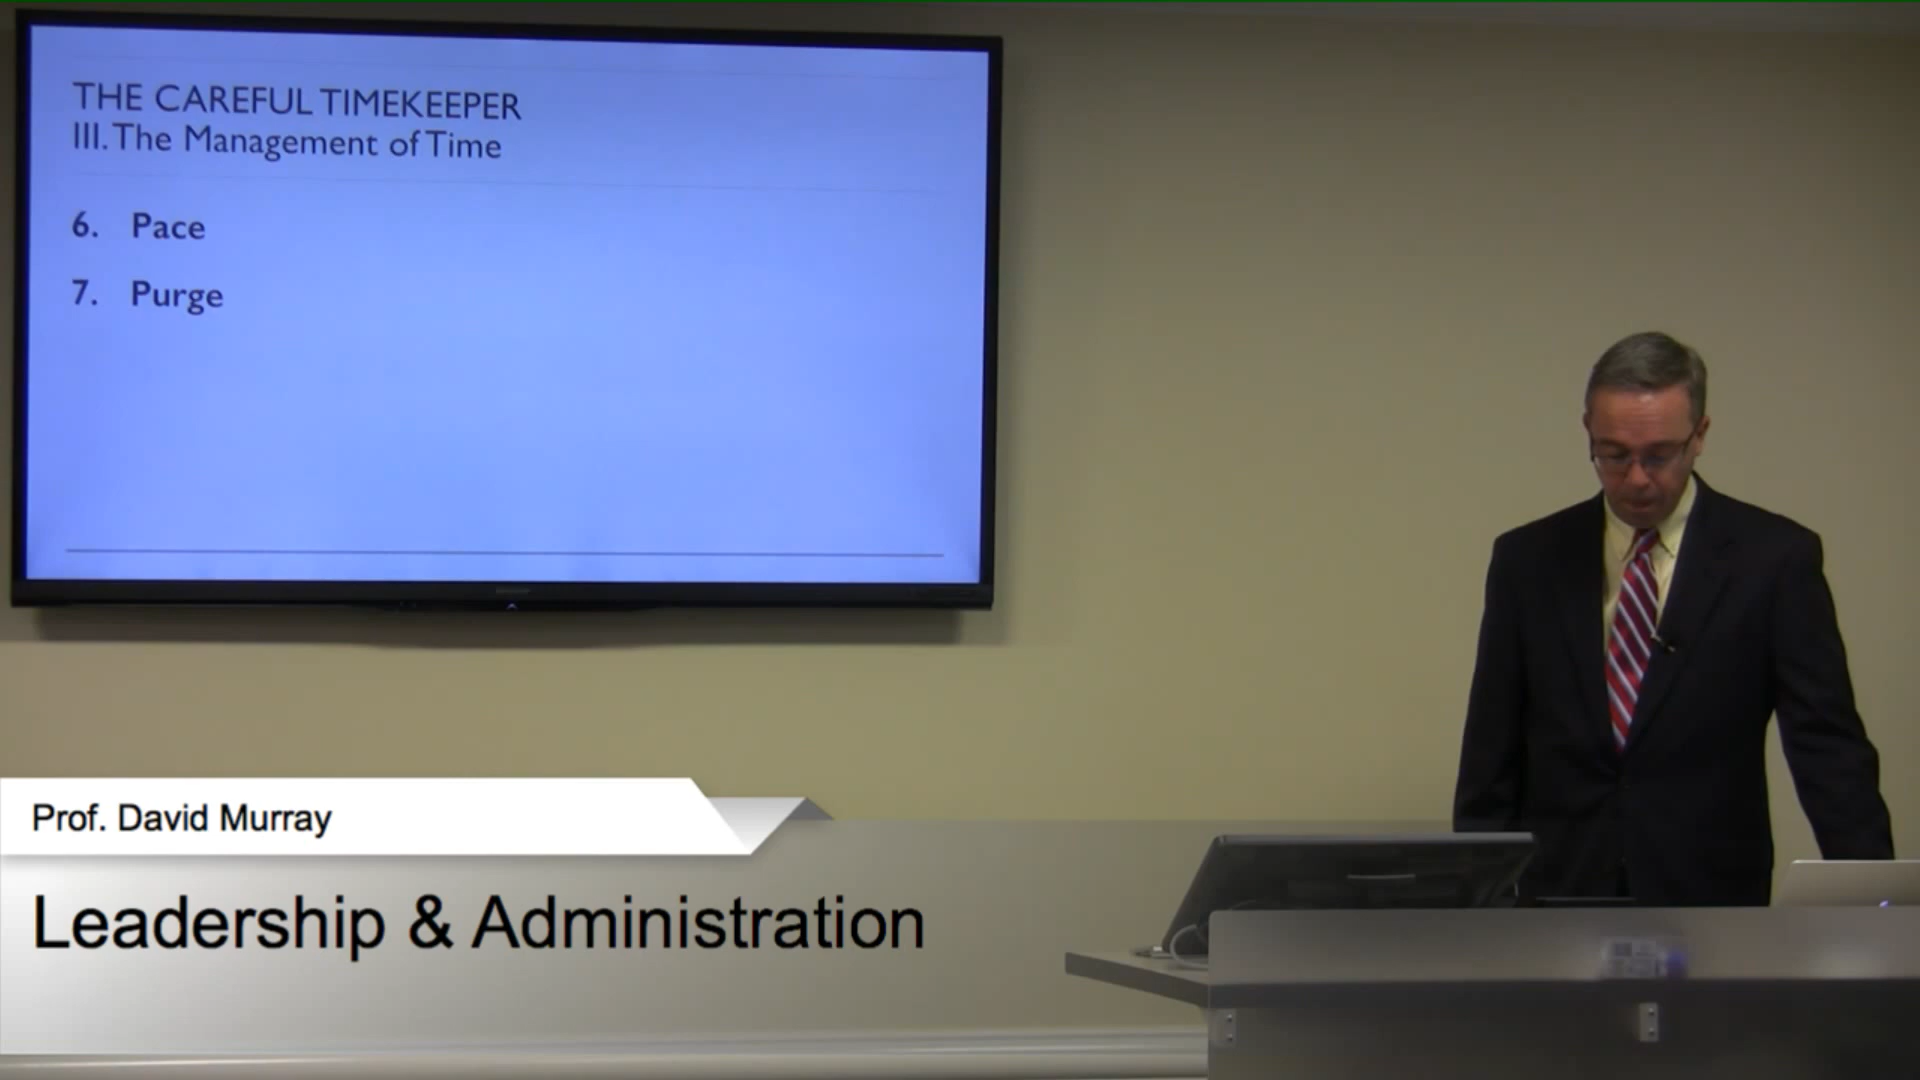 THE CAREFUL TIMEKEEPER
III. The Management of Time
6. Pace
7. Purge
Prof. David Murray
Leadership & Administration